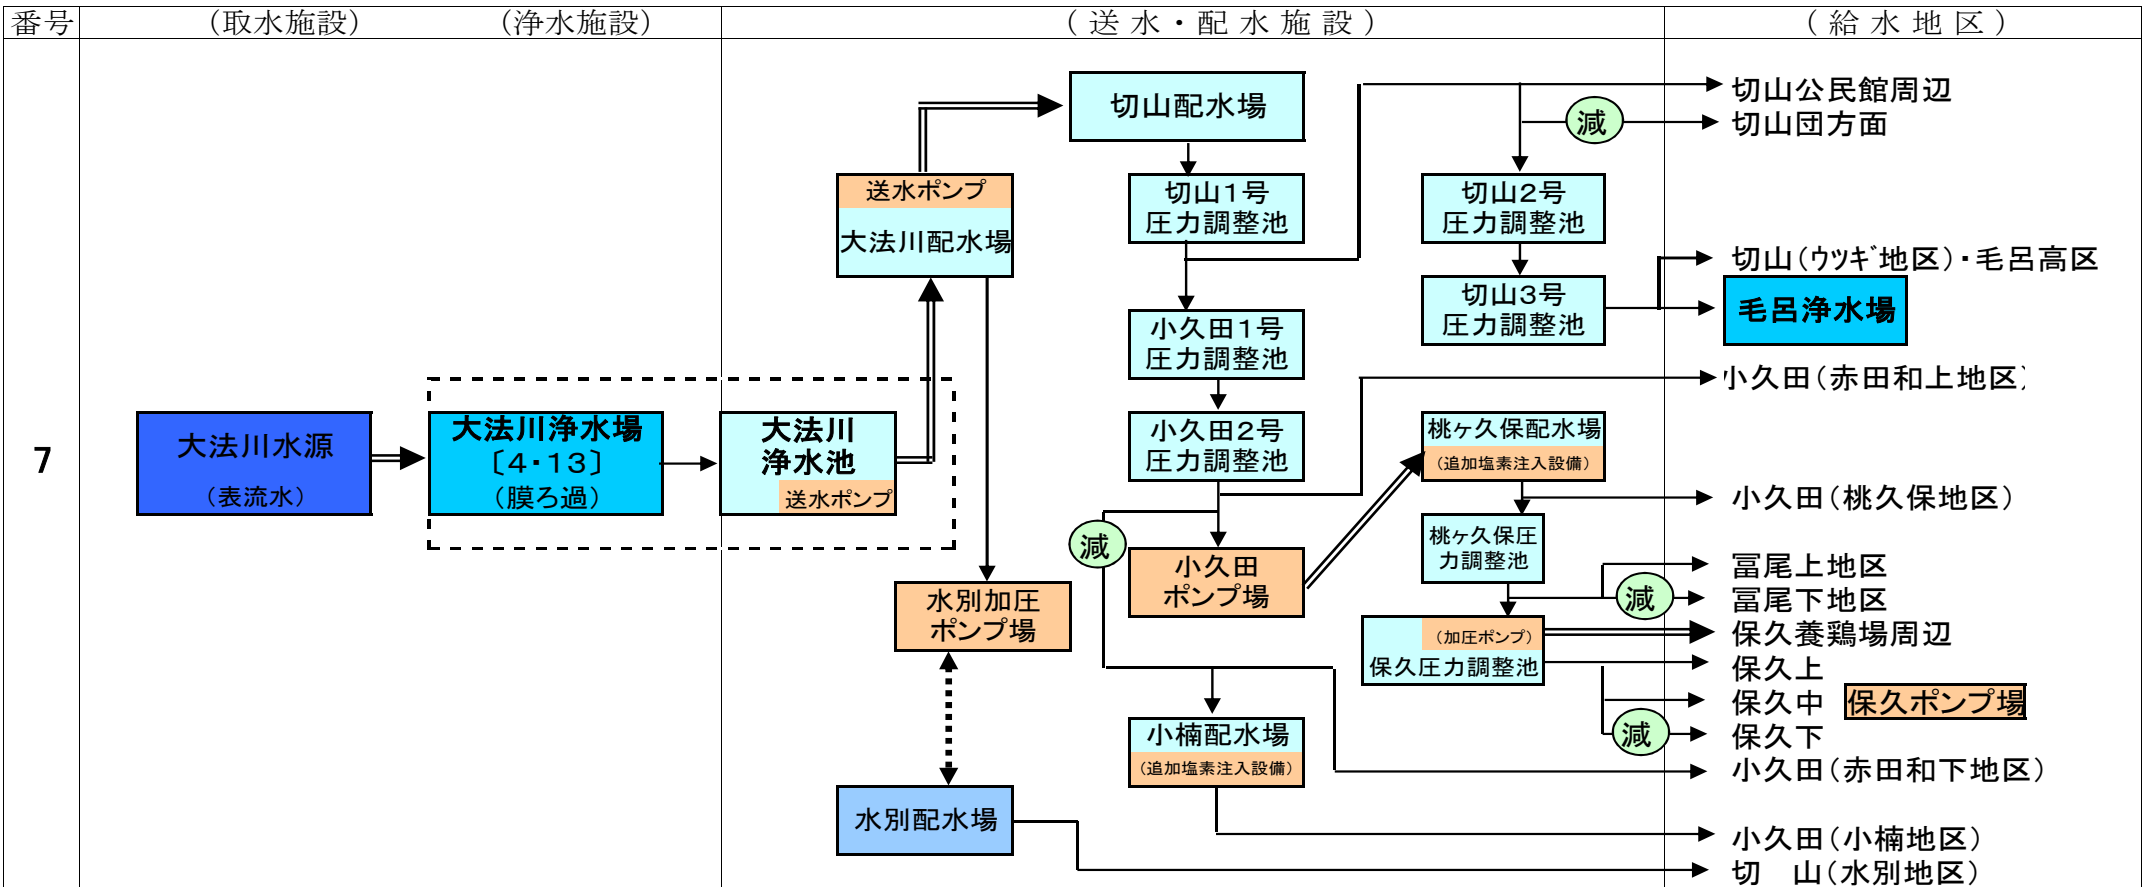 番号
(取水施設)
(浄水施設)
(送水・配水施設)
(給水地区)
7
大法川水源
(表流水)
大法川浄水場
〔4・13〕
(膜ろ過)
大法川
浄水池
送水ポンプ
送水ポンプ
大法川配水場
水別加圧
ポンプ場
水別配水場
切山配水場
切山1号
圧力調整池
小久田1号
圧力調整池
小久田2号
圧力調整池
減
小久田
ポンプ場
小楠配水場
(追加塩素注入設備)
減
切山2号
圧力調整池
切山3号
圧力調整池
桃ヶ久保配水場
(追加塩素注入設備)
桃ヶ久保圧
力調整池
減
(加圧ポンプ)
保久圧力調整池
減
切山公民館周辺
切山団方面
切山(ウツギ地区)・毛呂高区
毛呂浄水場
小久田(赤田和上地区)
小久田(桃久保地区)
冨尾上地区
冨尾下地区
保久養鶏場周辺
保久上
保久中 保久ポンプ場
保久下
小久田(赤田和下地区)
小久田(小楠地区)
切　山(水別地区)